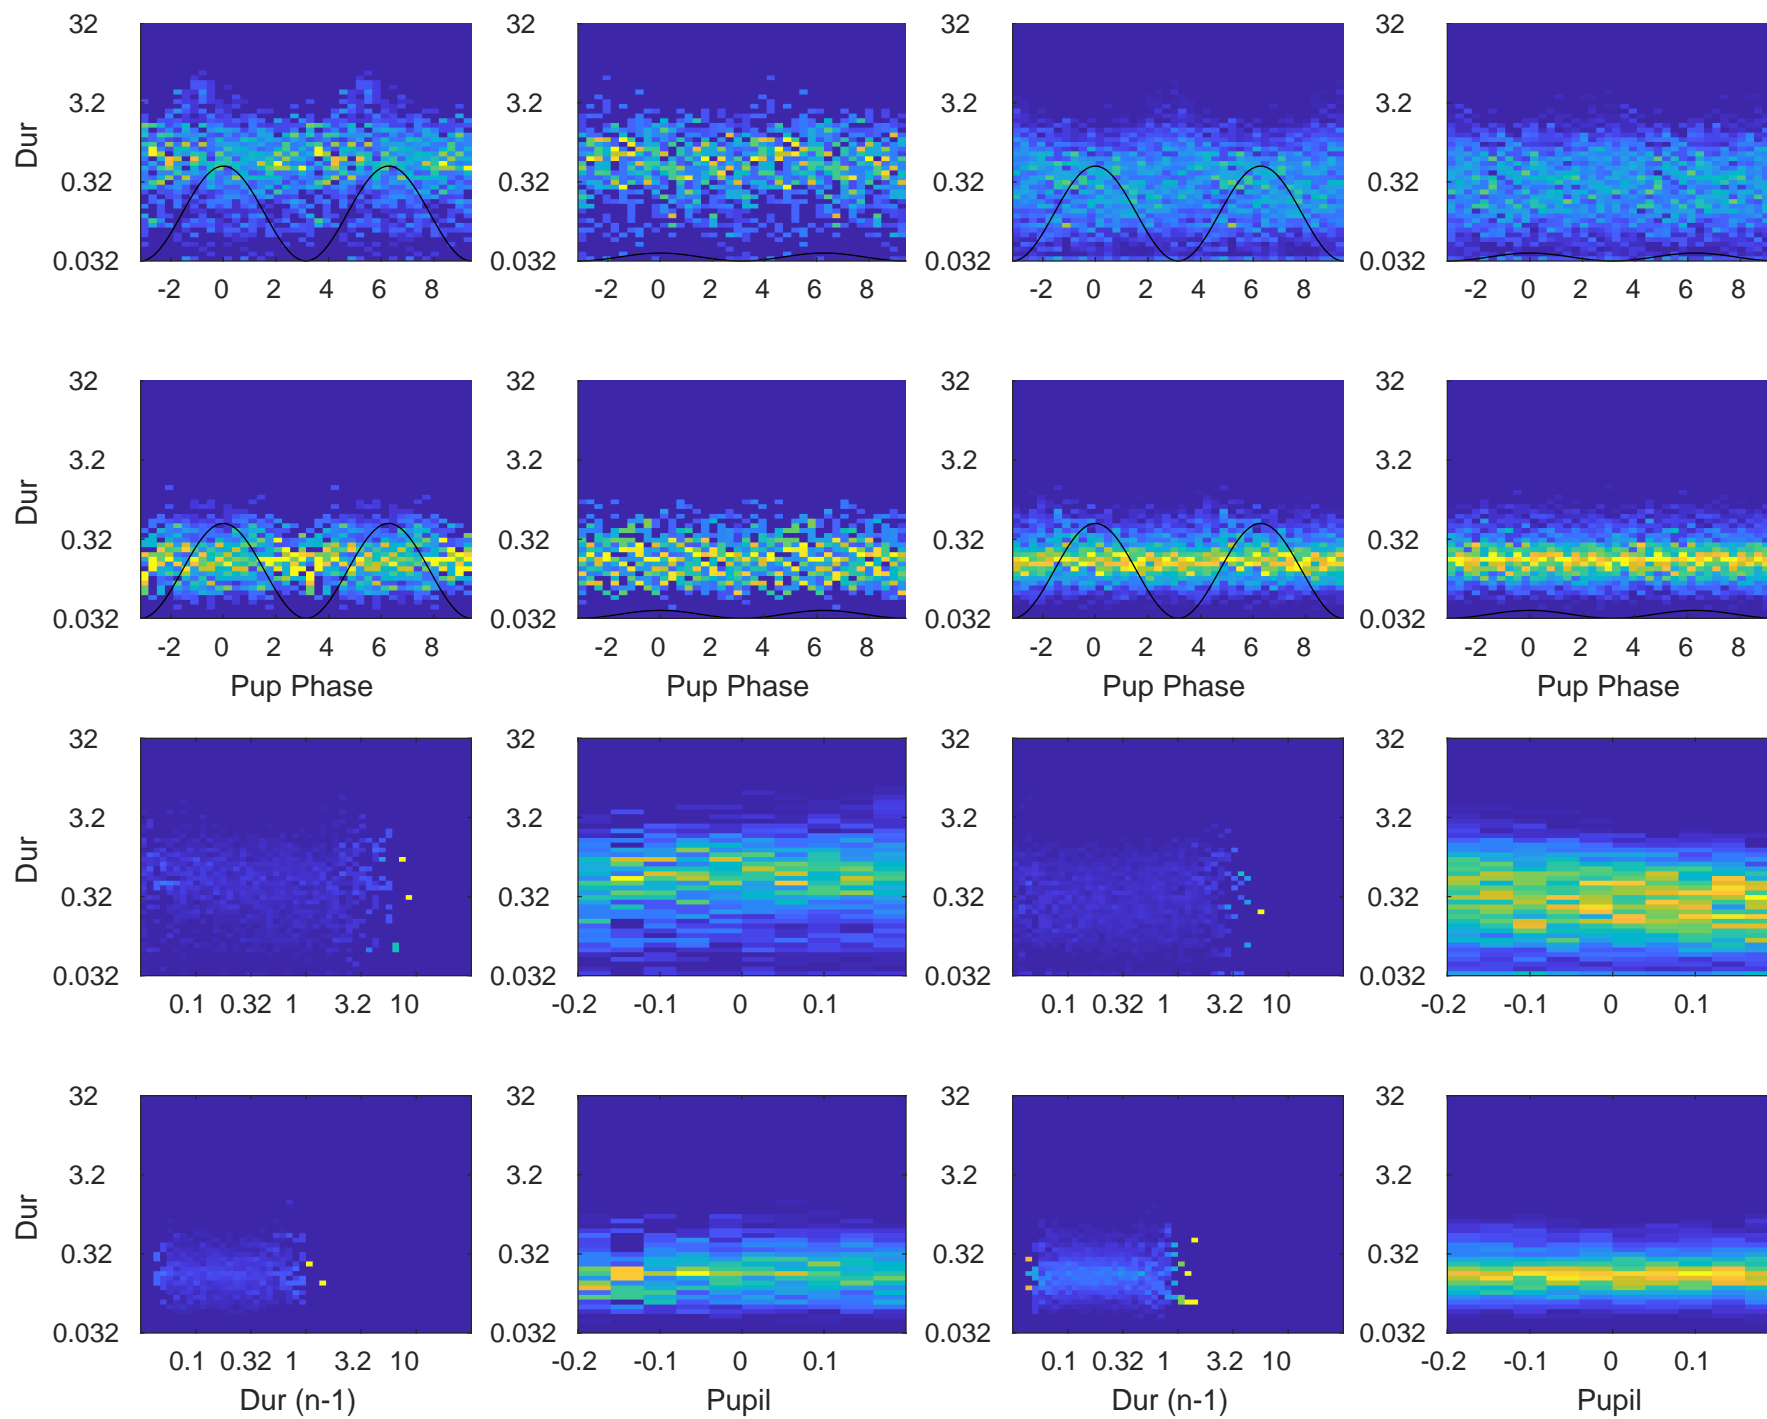 32 32 32 32
3.2 3.2 3.2 3.2
Dur
0.32 0.32 0.32 0.32
0.032 0.032 0.032 0.032
-2 0 2 4 6 8 -2 0 2 4 6 8 -2 0 2 4 6 8 -2 0 2 4 6 8
32 32 32 32
3.2 3.2 3.2 3.2
Dur
0.32 0.32 0.32 0.32
0.032 0.032 0.032 0.032
-2 0 2 4 6 8 -2 0 2 4 6 8 -2 0 2 4 6 8 -2 0 2 4 6 8
Pup Phase Pup Phase Pup Phase Pup Phase
32 32 32 32
3.2 3.2 3.2 3.2
Dur
0.32 0.32 0.32 0.32
0.032 0.032 0.032 0.032
0.1 0.32 1 3.2 10 -0.2 -0.1 0 0.1 0.1 0.32 1 3.2 10 -0.2 -0.1 0 0.1
32 32 32 32
3.2 3.2 3.2 3.2
Dur
0.32 0.32 0.32 0.32
0.032 0.032 0.032 0.032
0.1 0.32 1 3.2 10 -0.2 -0.1 0 0.1 0.1 0.32 1 3.2 10 -0.2 -0.1 0 0.1
Dur (n-1) Pupil Dur (n-1) Pupil